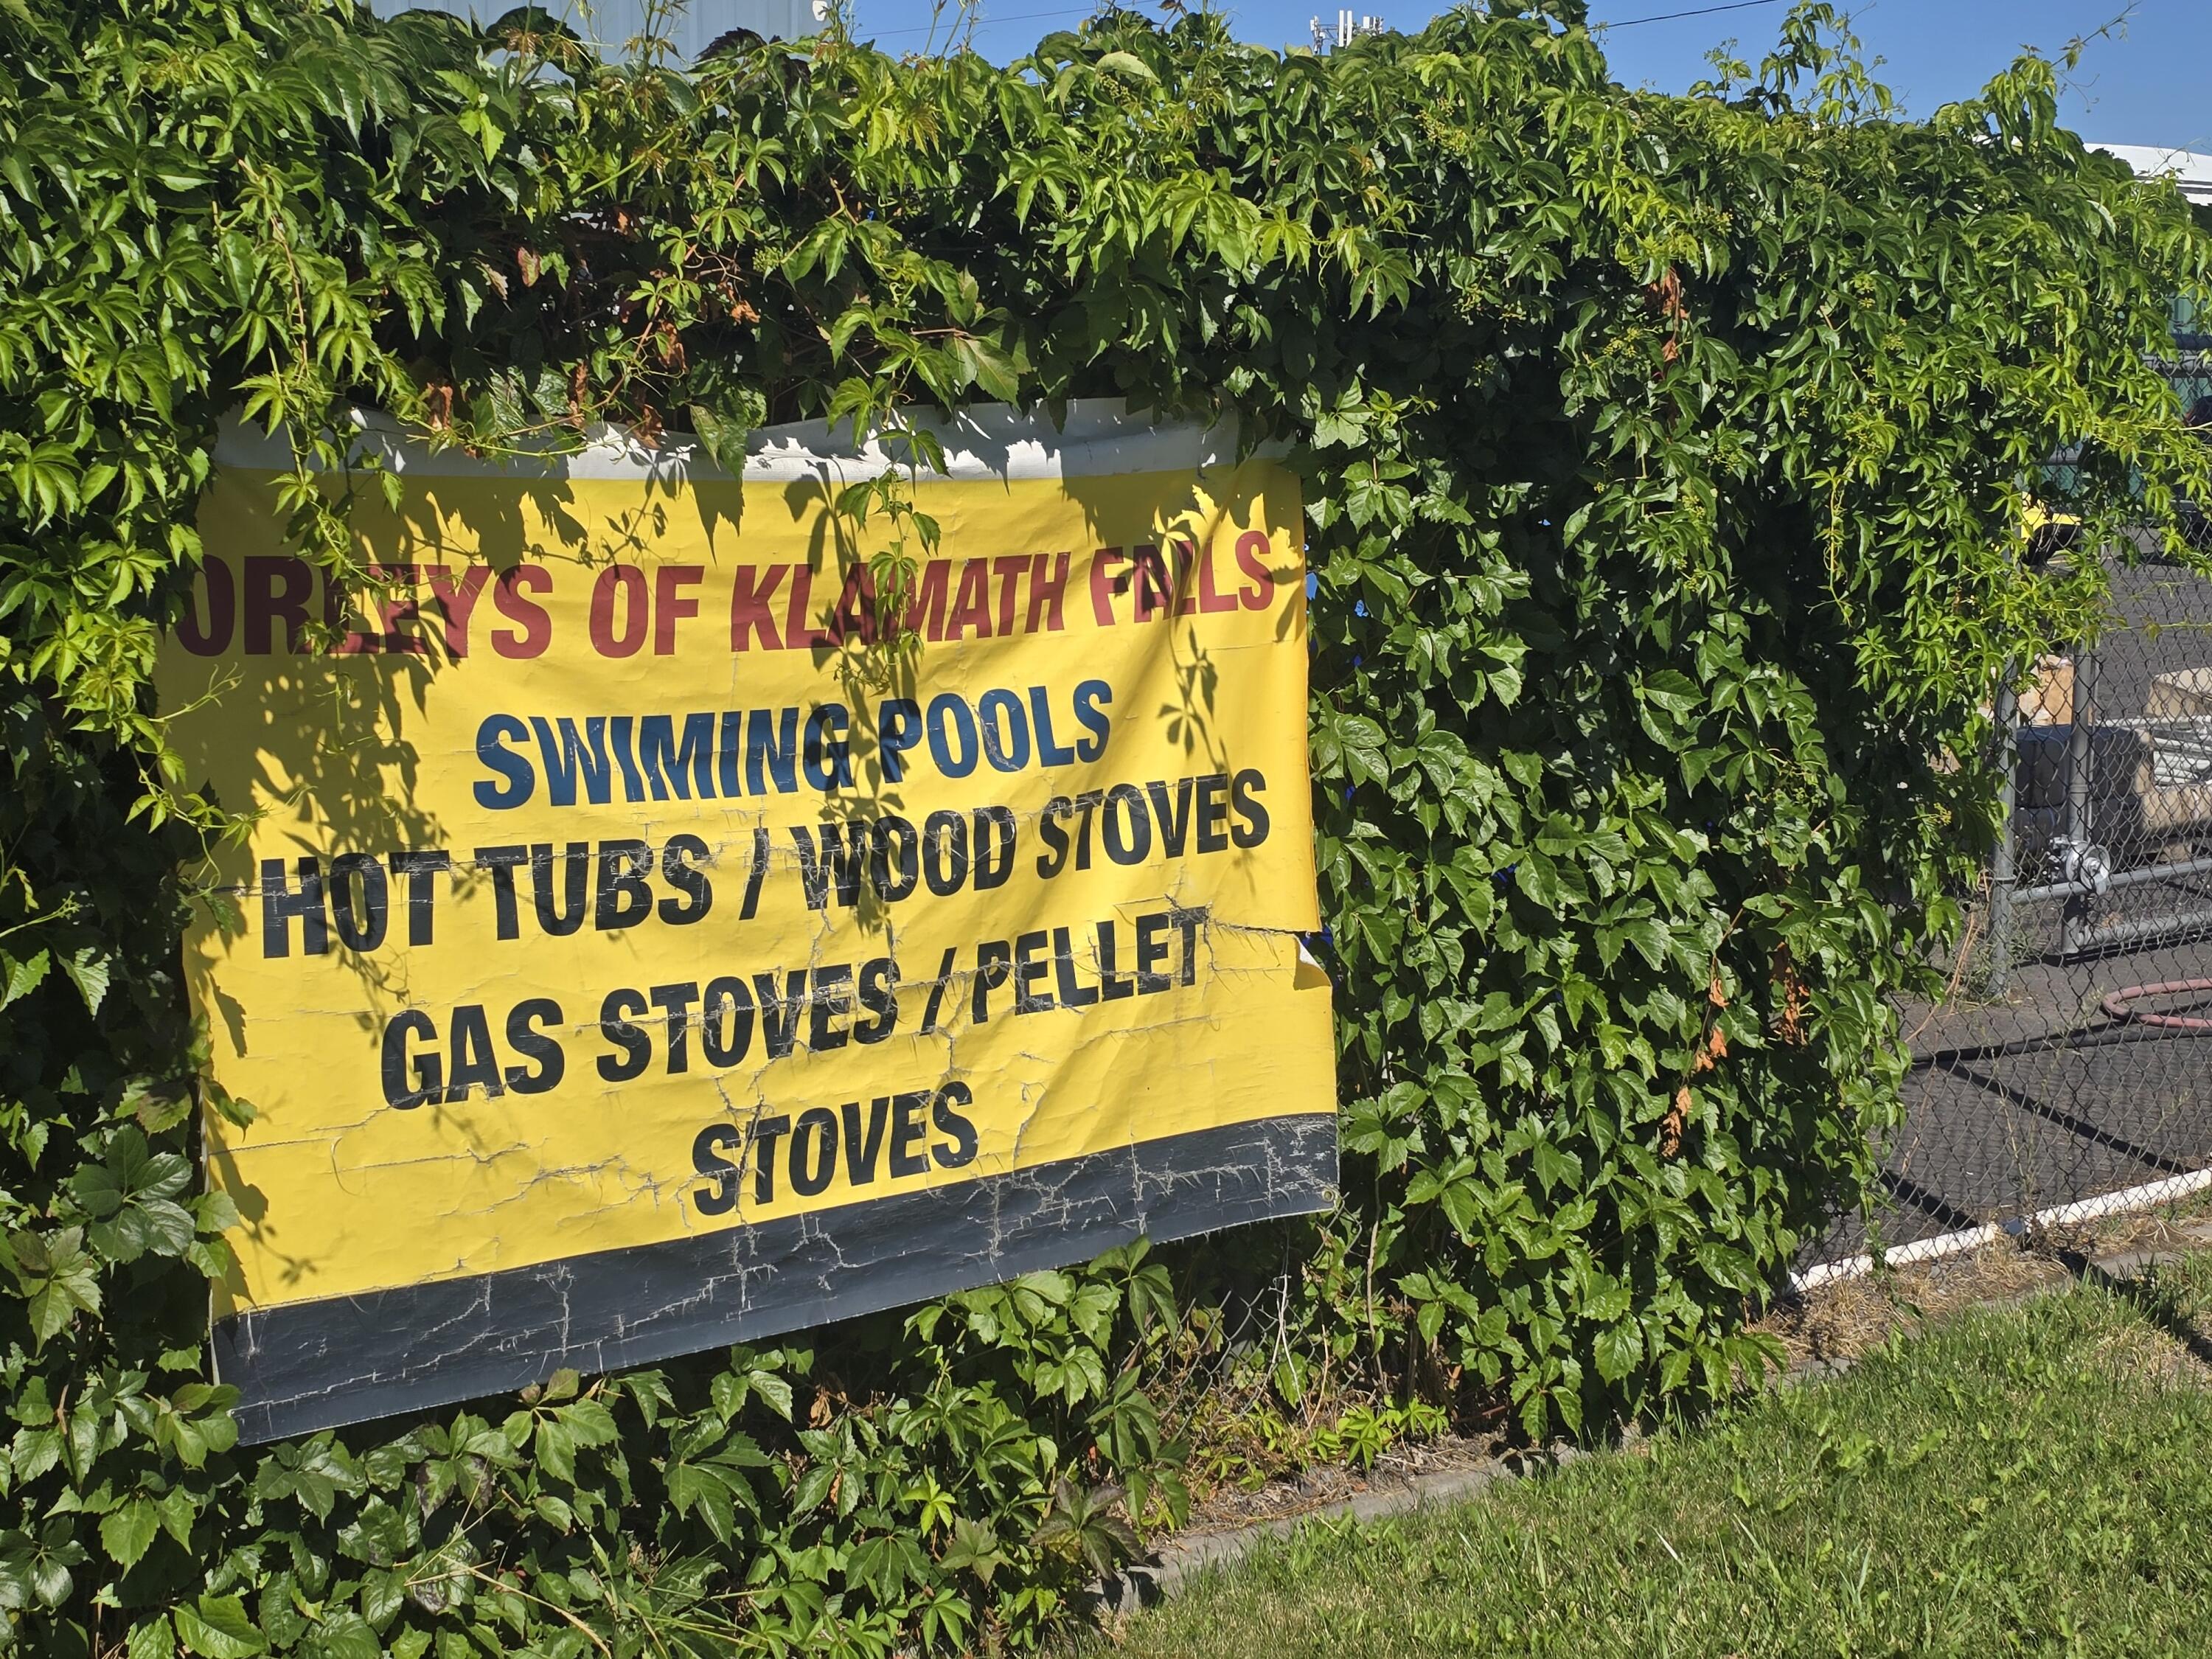 ORLEYS OF KLAMATH FALLS
SWIMING POOLS
HOT TUBS / WOOD STOVES
GAS STOVES / PELLET
STOVES